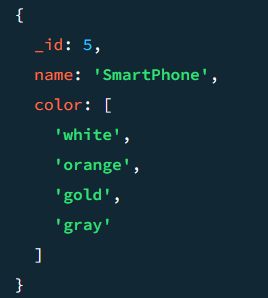 {
  _id: 5,
  name: 'SmartPhone',
  color: [
    'white',
    'orange',
    'gold',
    'gray'
  ]
}